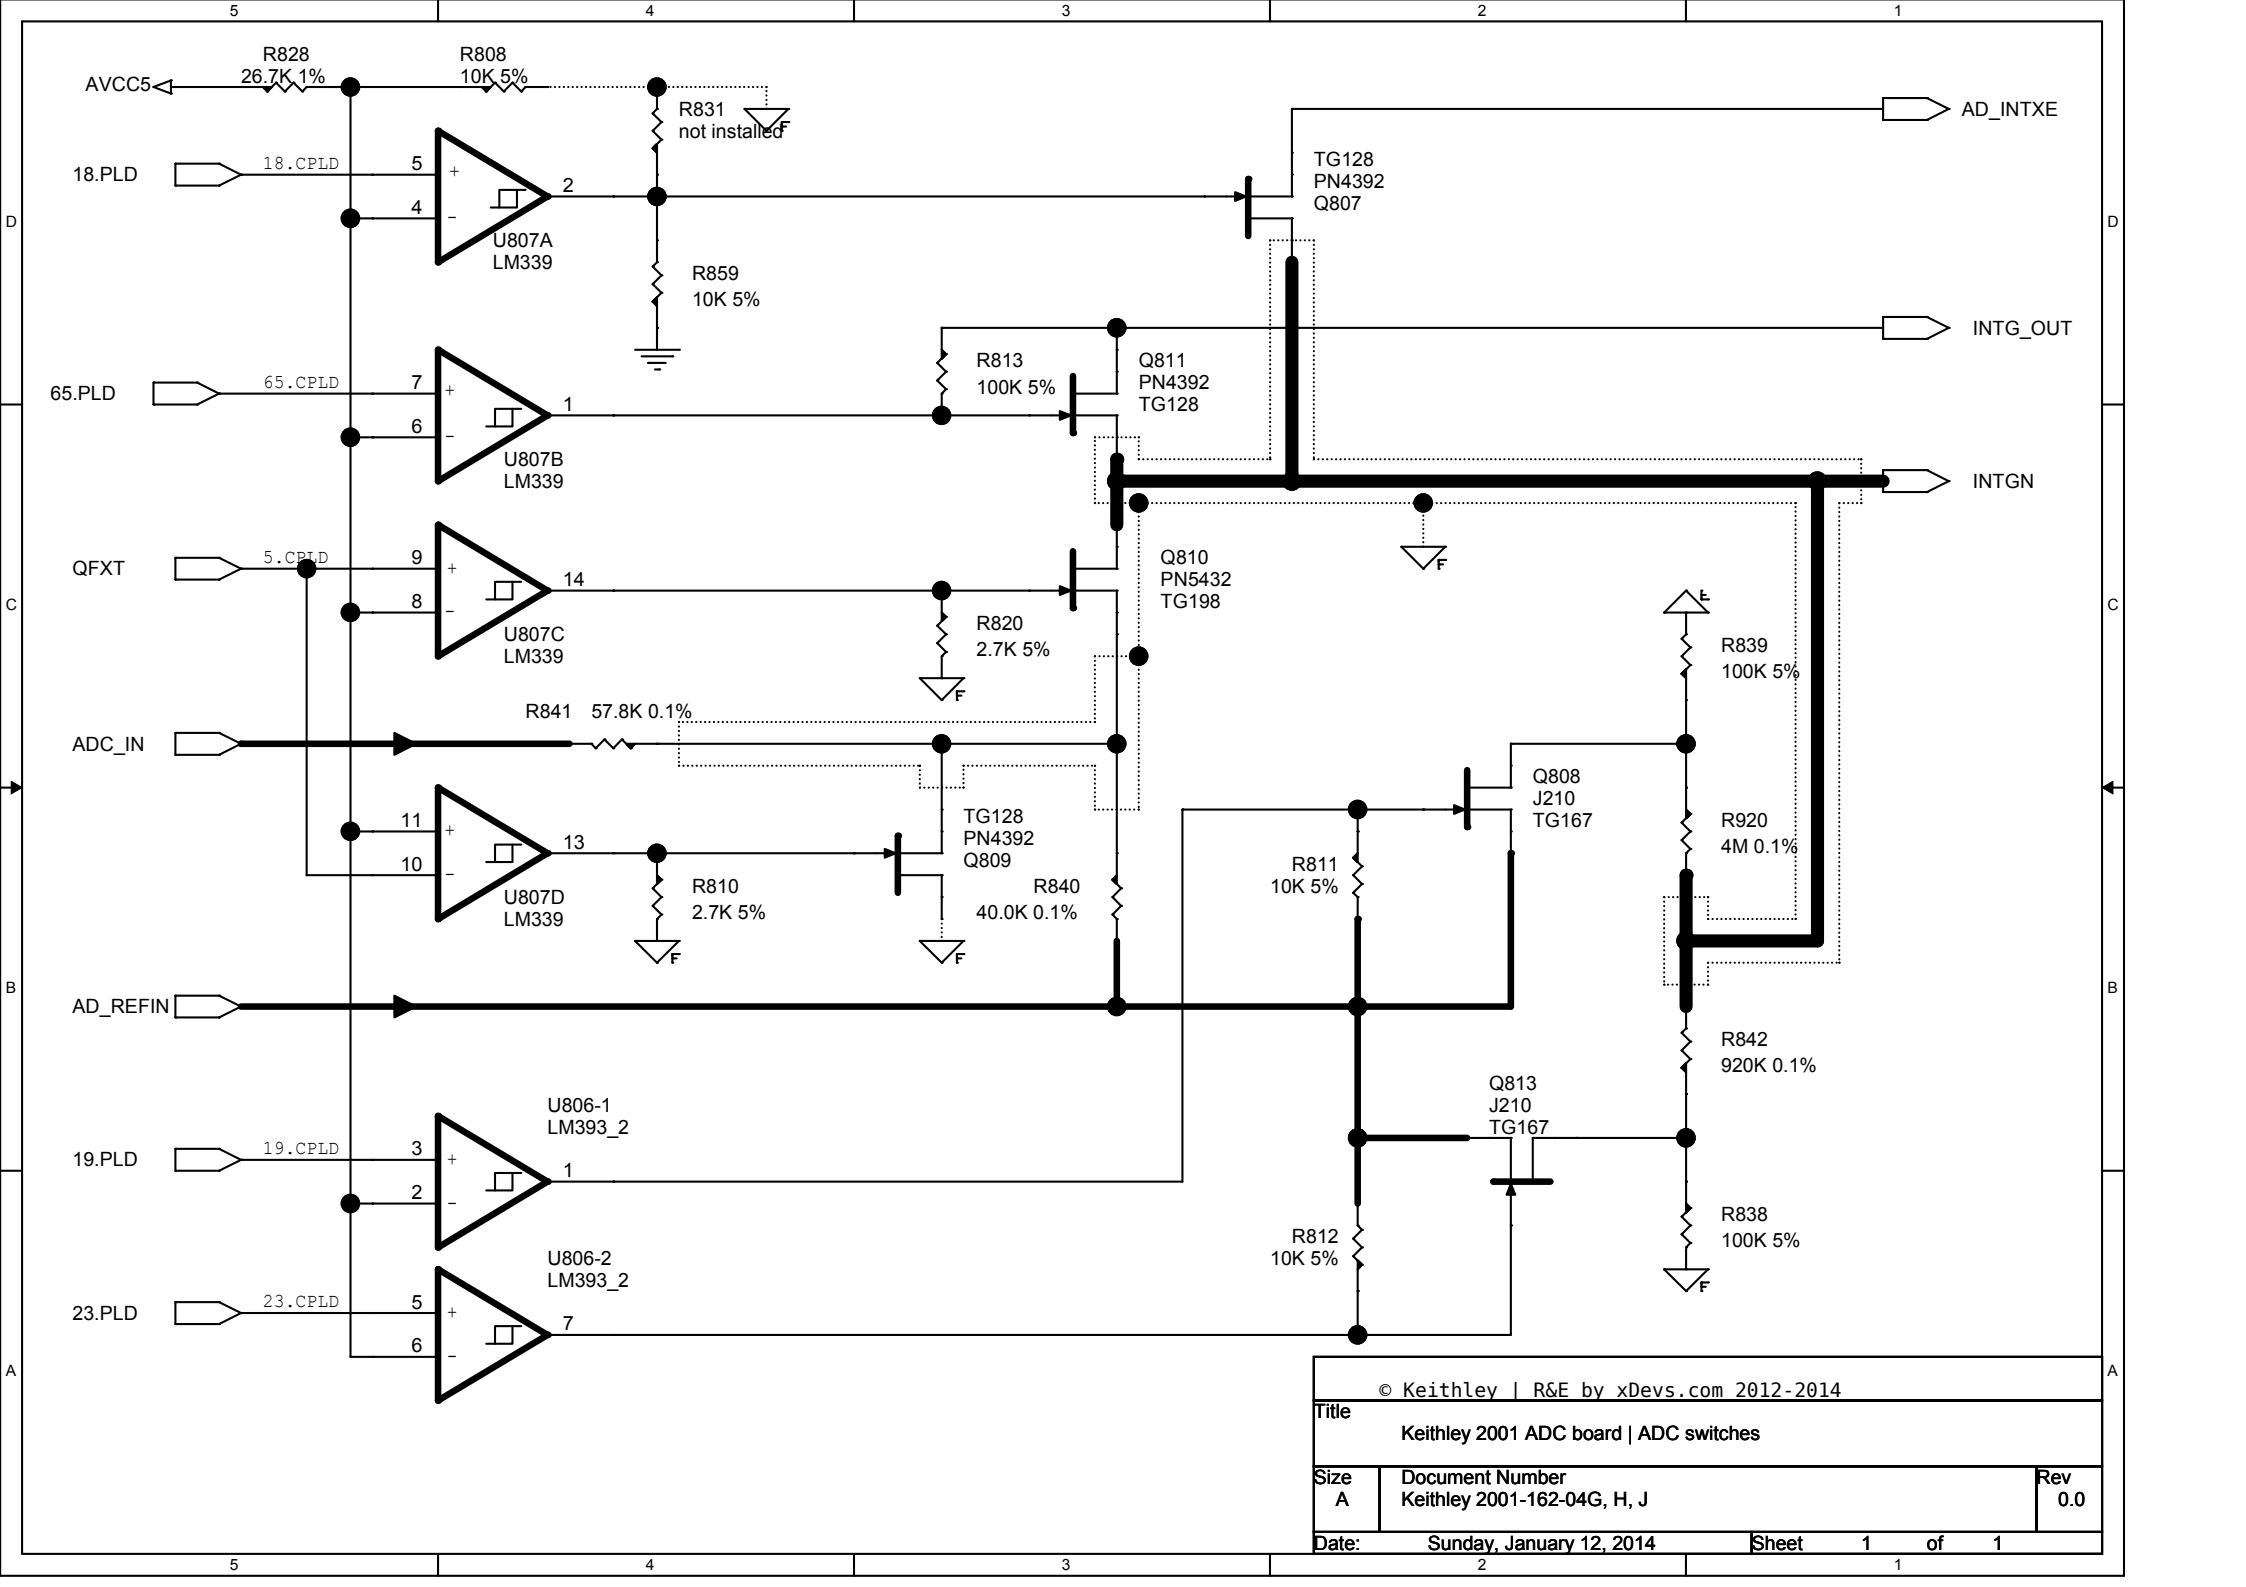 5 4 3 2 1
R828
26.7K 1%
R808
10K 5%
AVCC5
R831
not installed
F
AD_INTXE
18.PLD
18.CPLD
5
+
4
-
2
U807A
LM339
TG128
PN4392
Q807
D
D
R859
10K 5%
INTG_OUT
65.PLD
65.CPLD
7
+
6
-
1
U807B
LM339
R813
100K 5%
Q811
PN4392
TG128
INTGN
F
QFXT
5.CPLD
9
+
8
-
14
U807C
LM339
R820
2.7K 5%
F
Q810
PN5432
TG198
C
C
F
R839
100K 5%
R841 57.8K 0.1%
ADC_IN
11
+
10
-
13
U807D
LM339
R810
2.7K 5%
F
TG128
PN4392
Q809
F
R840
40.0K 0.1%
Q808
J210
TG167
R811
10K 5%
R920
4M 0.1%
B
B
AD_REFIN
R842
920K 0.1%
Q813
J210
TG167
U806-1
LM393_2
19.PLD
19.CPLD
3
+
2
-
1
R812
10K 5%
R838
100K 5%
F
U806-2
LM393_2
23.PLD
23.CPLD
5
+
6
-
7
A
A
© Keithley | R&E by xDevs.com 2012-2014
Title
Keithley 2001 ADC board | ADC switches
Size
A
Document Number
Keithley 2001-162-04G, H, J
Rev
0.0
Date: Sunday, January 12, 2014 Sheet 1 of 1
5 4 3 2 1